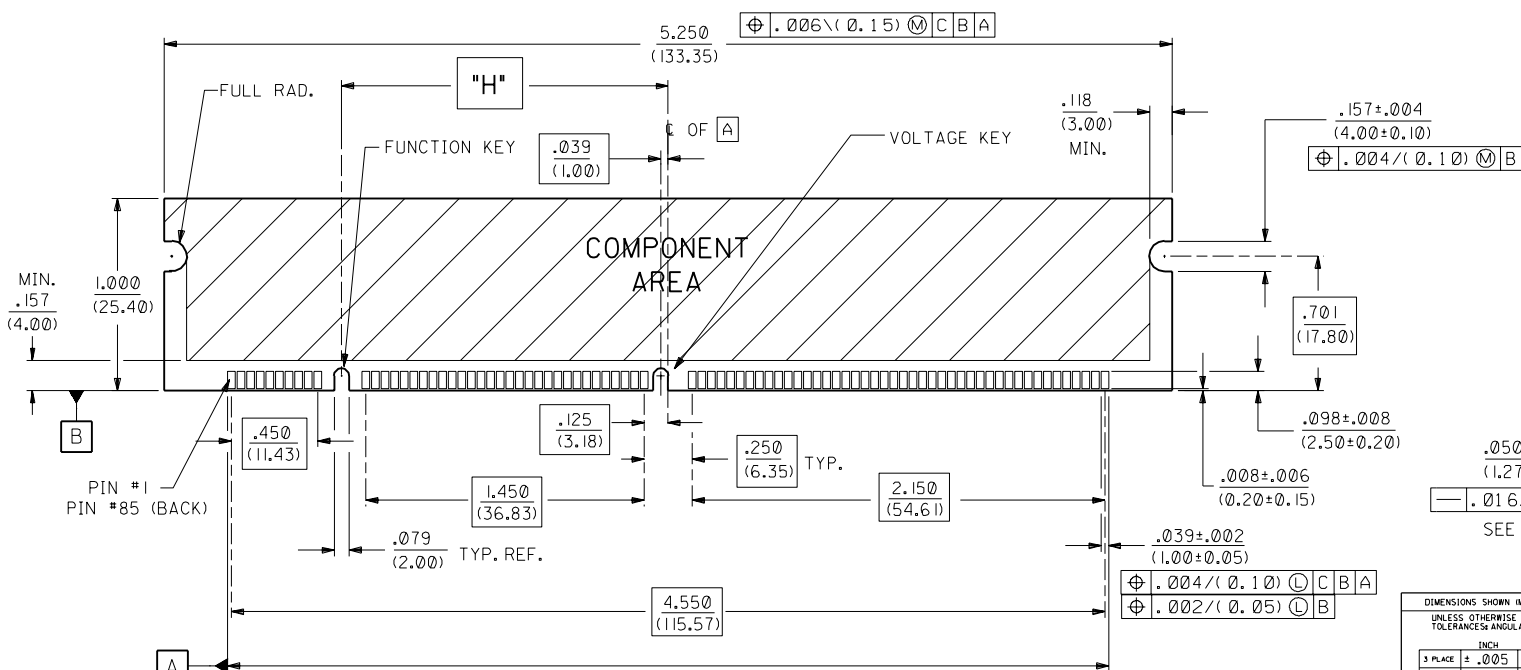 5.250
(133.35)
⌖ .006\(0.15) Ⓜ C B A
"H"
FULL RAD.
FUNCTION KEY
.039
(1.00)
℄ OF A
VOLTAGE KEY
.118
(3.00)
MIN.
.157±.004
(4.00±0.10)
⌖ .004/(0.10) Ⓜ B
COMPONENT
AREA
MIN.
.157
(4.00)
1.000
(25.40)
.701
(17.80)
B
.450
(11.43)
.125
(3.18)
.250
(6.35)
TYP.
.098±.008
(2.50±0.20)
.008±.006
(0.20±0.15)
.050
(1.27
— .016
SEE
PIN #1
PIN #85 (BACK)
1.450
(36.83)
2.150
(54.61)
.079
(2.00)
TYP. REF.
.039±.002
(1.00±0.05)
⌖ .004/(0.10) Ⓛ C B A
⌖ .002/(0.05) Ⓛ B
4.550
(115.57)
A
DIMENSIONS SHOWN
UNLESS OTHERWISE
TOLERANCES: ANGULA
INCH
3 PLACE ± .005